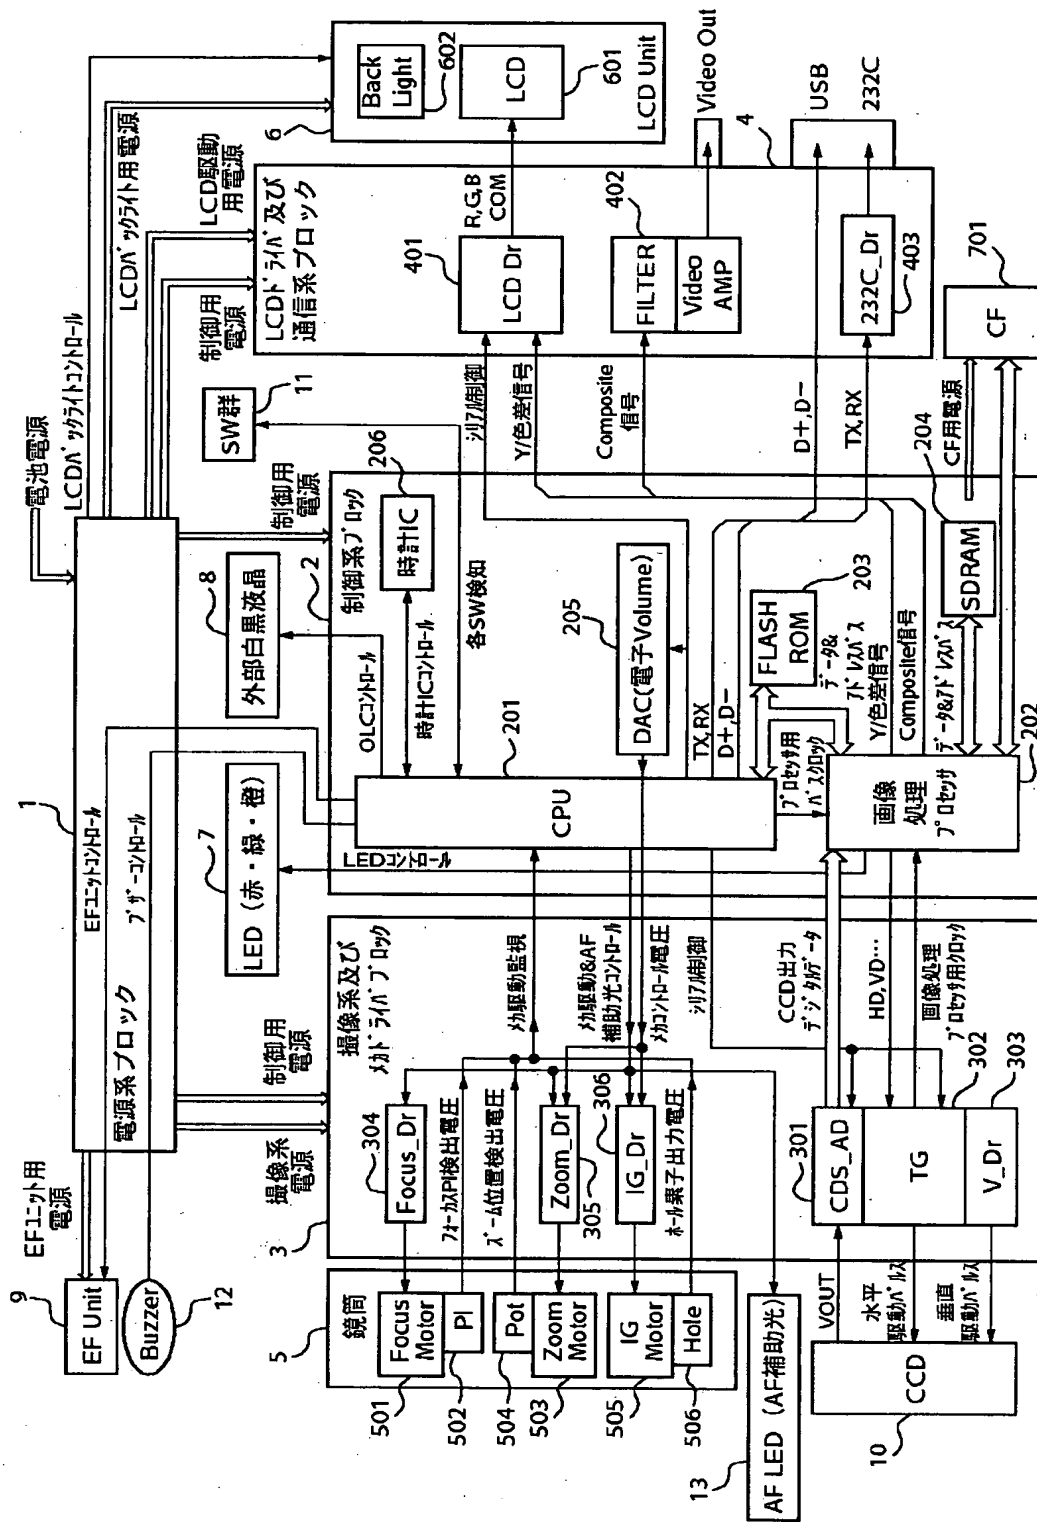 電池電源
1
電源系ブロック
EFユニットコントロール
ブザーコントロール
EFユニット用
電源
9
EF Unit
Buzzer
12
撮像系
電源
制御用
電源
7
LED (赤・緑・橙)
LEDコントロール
8
外部白黒液晶
OLCコントロール
制御用
電源
11
SW群
各SW検知
制御用
電源
LCD駆動
用電源
LCDバックライト用電源
LCDバックライトコントロール
5
鏡筒
501
Focus
Motor
502
PI
504
Pot
503
Zoom
Motor
505
IG
Motor
506
Hole
13
AF LED (AF補助光)
10
CCD
VOUT
水平
駆動パルス
垂直
駆動パルス
3
撮像系及び
メカドライバブロック
304
Focus_Dr
フォーカスPI検出電圧
ズーム位置検出電圧
Zoom_Dr
305
306
IG_Dr
ホール素子出力電圧
メカ駆動監視
メカ駆動&AF
補助光コントロール
メカコントロール電圧
シリアル制御
301
CDS_AD
TG
302
V_Dr
303
CCD出力
デジタルデータ
HD,VD…
画像処理
プロセッサ用クロック
2
制御系ブロック
206
時計IC
時計ICコントロール
201
CPU
205
DAC(電子Volume)
TX,RX
D+,D−
203
FLASH
ROM
プロセッサ用
バスクロック
データ&
アドレスバス
画像
処理
プロセッサ
202
Y/色差信号
Composite信号
データ&アドレスバス
204
SDRAM
CF用電源
701
CF
シリアル制御
Y/色差信号
Composite
信号
D+,D−
TX,RX
LCDドライバ及び
通信系ブロック
401
LCD Dr
R,G,B
COM
402
FILTER
Video
AMP
232C_Dr
403
4
Video Out
USB
232C
6
Back
Light
602
LCD
601
LCD Unit